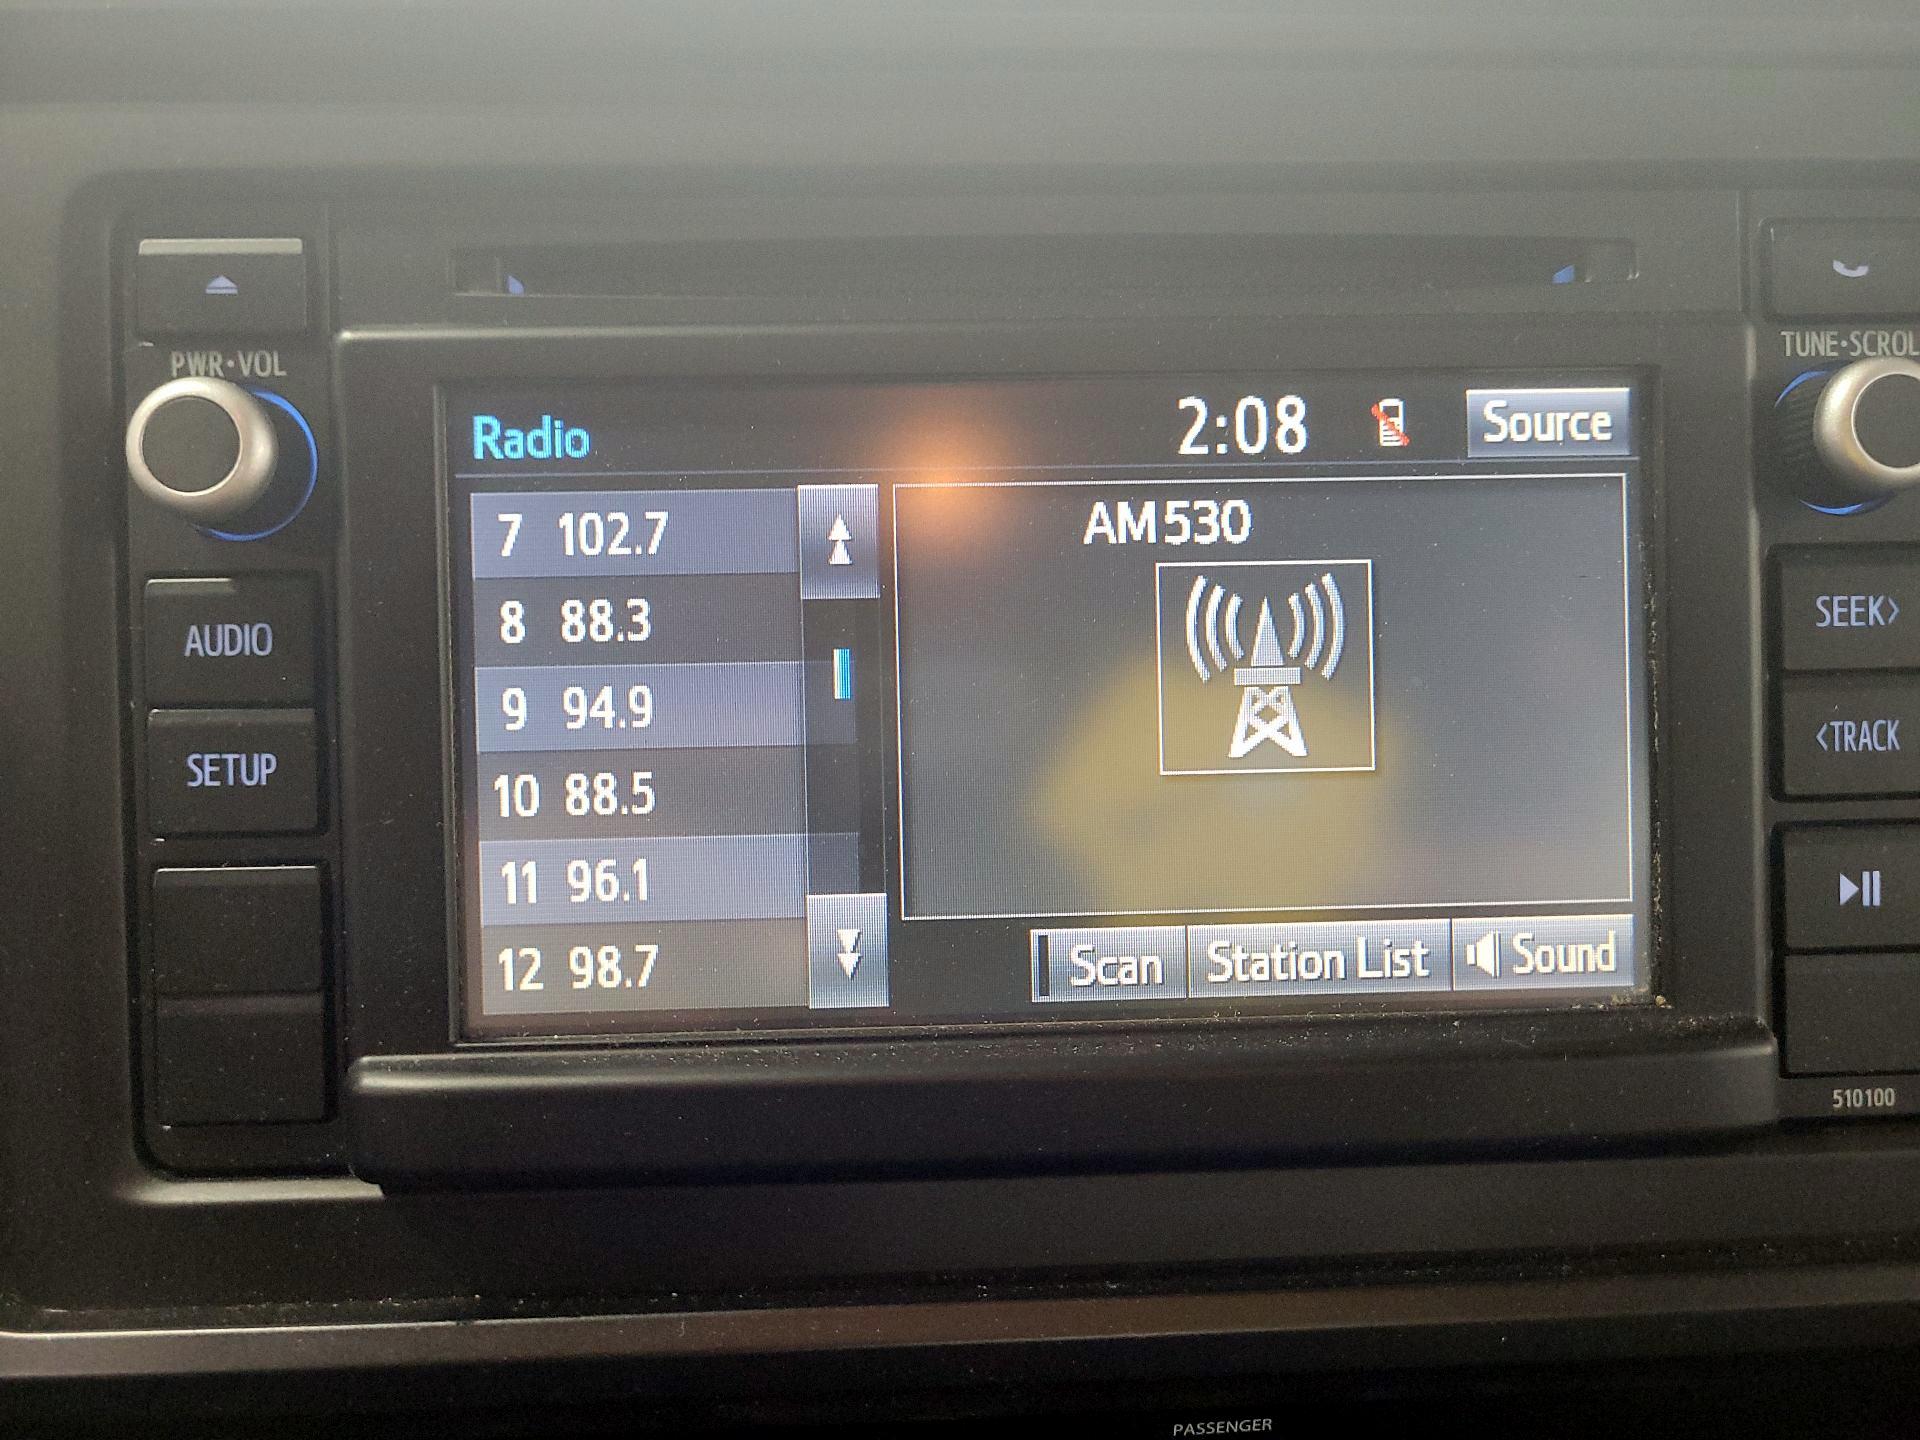 PWR•VOL
AUDIO
SETUP
Radio
2:08
Source
7 102.7
8 88.3
9 94.9
10 88.5
11 96.1
12 98.7
AM530
Scan
Station List
Sound
TUNE•SCROL
SEEK>
<TRACK
510100
PASSENGER